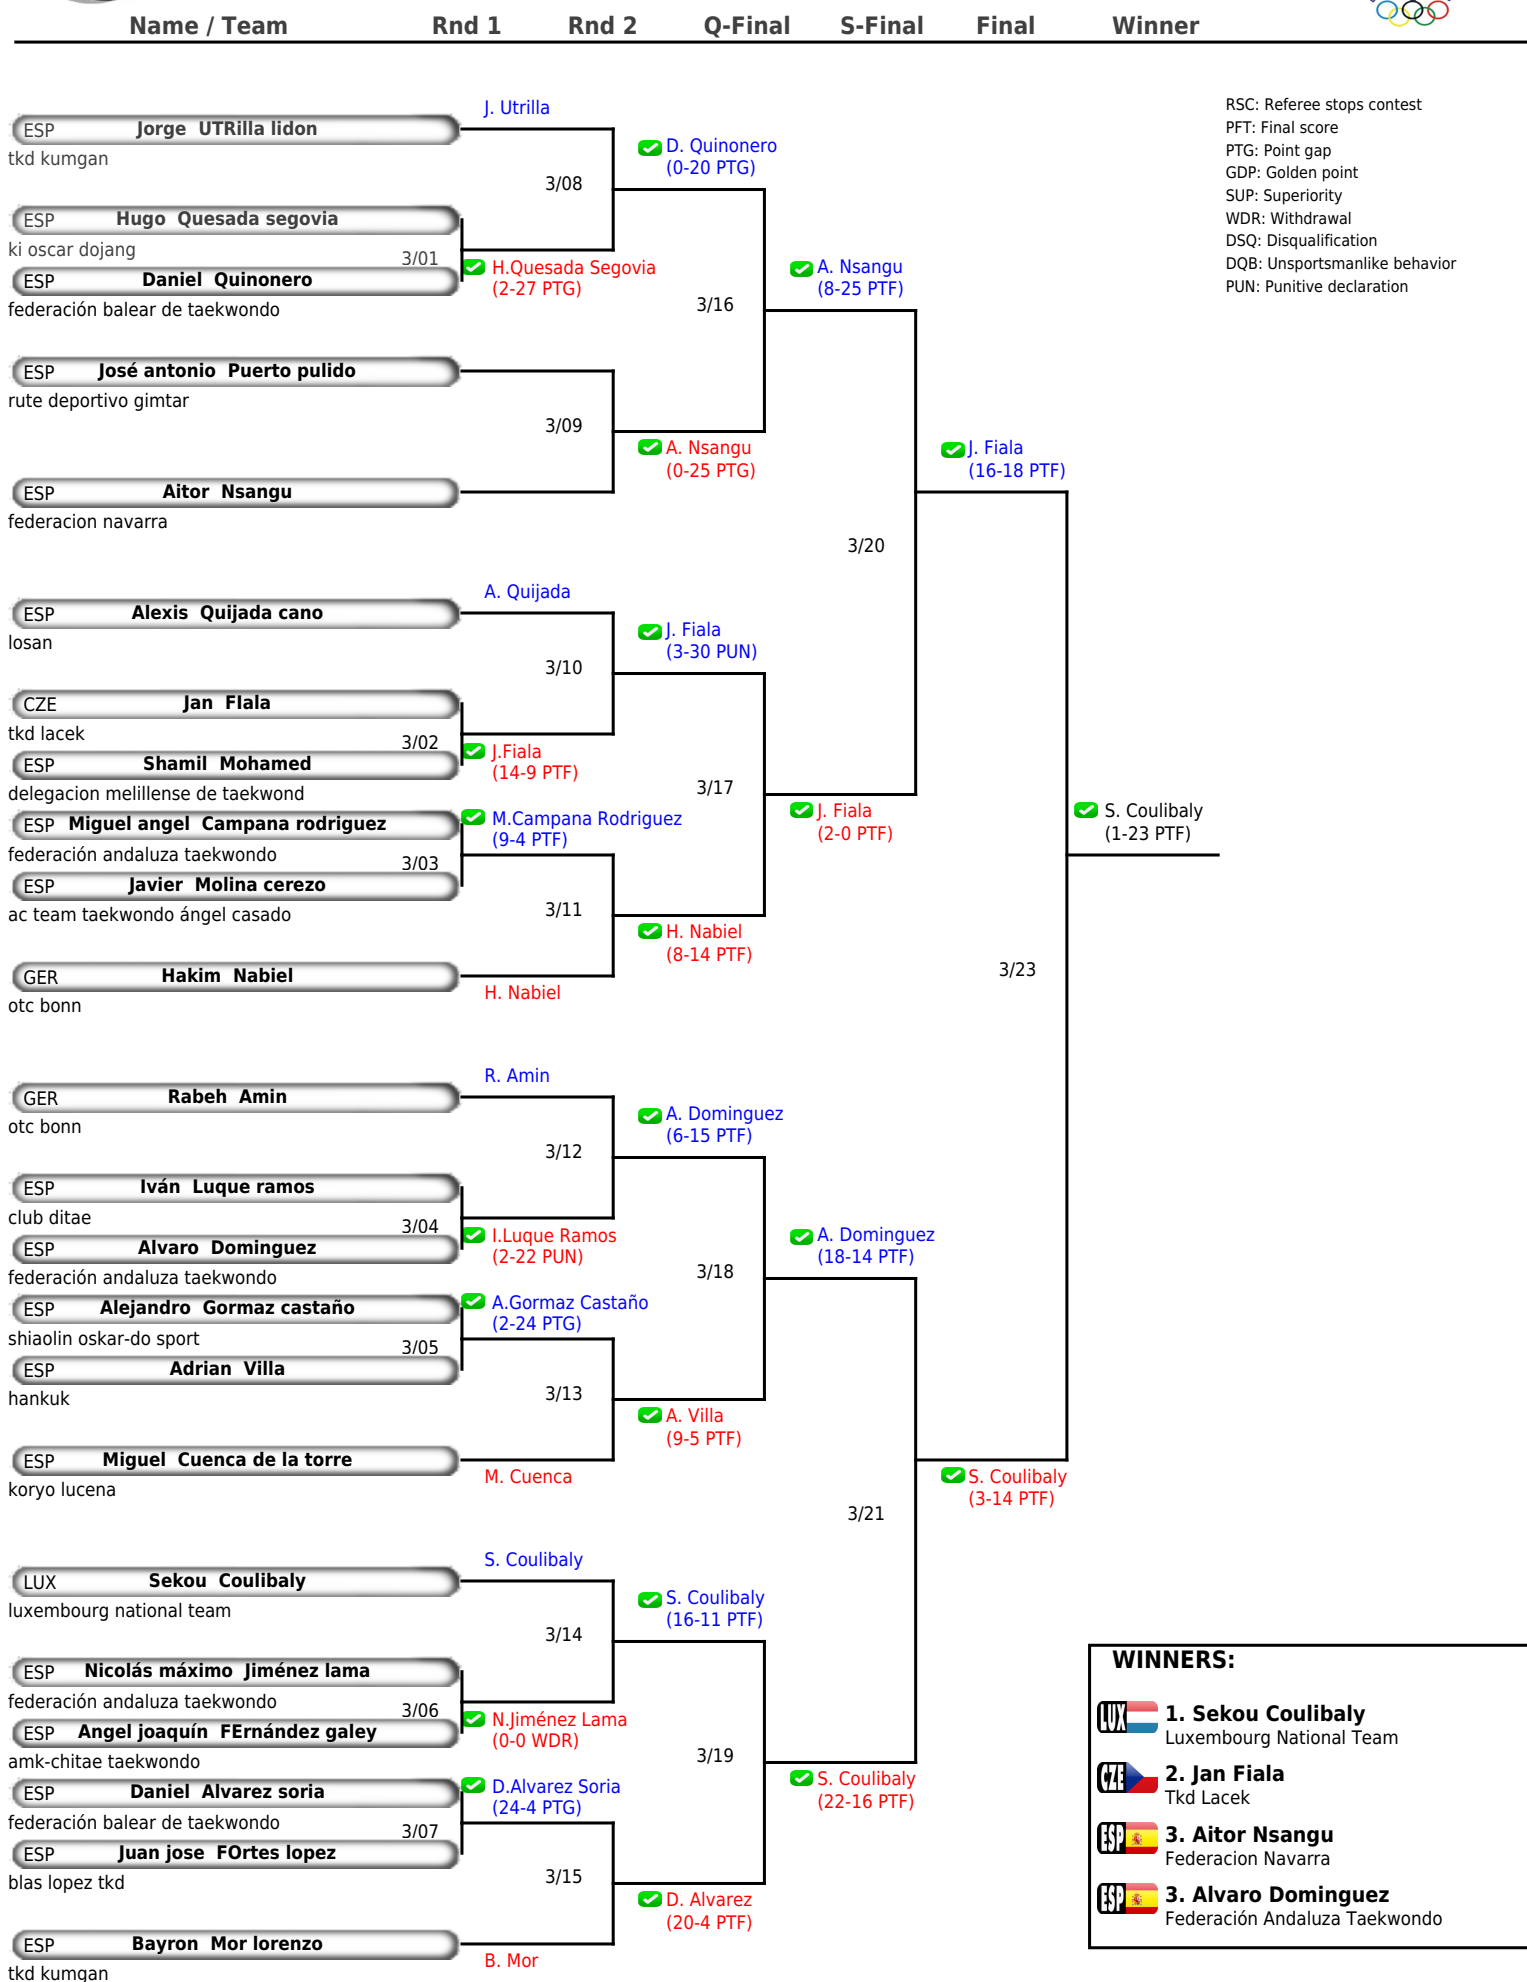 Name / Team Rnd 1 Rnd 2 Q-Final S-Final Final Winner
RSC: Referee stops contest
PFT: Final score
PTG: Point gap
GDP: Golden point
SUP: Superiority
WDR: Withdrawal
DSQ: Disqualification
DQB: Unsportsmanlike behavior
PUN: Punitive declaration
J. Utrilla
ESP Jorge UTRilla lidon
tkd kumgan
D. Quinonero
(0-20 PTG)
3/08
ESP Hugo Quesada segovia
ki oscar dojang
3/01
H.Quesada Segovia
(2-27 PTG)
ESP Daniel Quinonero
federación balear de taekwondo
A. Nsangu
(8-25 PTF)
3/16
ESP José antonio Puerto pulido
rute deportivo gimtar
3/09
A. Nsangu
(0-25 PTG)
J. Fiala
(16-18 PTF)
ESP Aitor Nsangu
federacion navarra
3/20
A. Quijada
ESP Alexis Quijada cano
losan
J. Fiala
(3-30 PUN)
3/10
CZE Jan FIala
tkd lacek
3/02
J.Fiala
(14-9 PTF)
ESP Shamil Mohamed
delegacion melillense de taekwond
3/17
J. Fiala
(2-0 PTF)
S. Coulibaly
(1-23 PTF)
ESP Miguel angel Campana rodriguez
M.Campana Rodriguez
(9-4 PTF)
federación andaluza taekwondo
3/03
ESP Javier Molina cerezo
ac team taekwondo ángel casado
3/11
H. Nabiel
(8-14 PTF)
3/23
GER Hakim Nabiel
H. Nabiel
otc bonn
R. Amin
GER Rabeh Amin
otc bonn
A. Dominguez
(6-15 PTF)
3/12
ESP Iván Luque ramos
club ditae
3/04
I.Luque Ramos
(2-22 PUN)
ESP Alvaro Dominguez
federación andaluza taekwondo
A. Dominguez
(18-14 PTF)
3/18
ESP Alejandro Gormaz castaño
A.Gormaz Castaño
(2-24 PTG)
shiaolin oskar-do sport
3/05
ESP Adrian Villa
hankuk
3/13
A. Villa
(9-5 PTF)
ESP Miguel Cuenca de la torre
M. Cuenca
koryo lucena
S. Coulibaly
(3-14 PTF)
3/21
S. Coulibaly
LUX Sekou Coulibaly
luxembourg national team
S. Coulibaly
(16-11 PTF)
3/14
ESP Nicolás máximo Jiménez lama
federación andaluza taekwondo
3/06
N.Jiménez Lama
(0-0 WDR)
ESP Angel joaquín FErnández galey
amk-chitae taekwondo
3/19
S. Coulibaly
(22-16 PTF)
ESP Daniel Alvarez soria
D.Alvarez Soria
(24-4 PTG)
federación balear de taekwondo
3/07
ESP Juan jose FOrtes lopez
blas lopez tkd
3/15
D. Alvarez
(20-4 PTF)
ESP Bayron Mor lorenzo
B. Mor
tkd kumgan
WINNERS:
LUX 1. Sekou Coulibaly
Luxembourg National Team
CZE 2. Jan Fiala
Tkd Lacek
ESP 3. Aitor Nsangu
Federacion Navarra
ESP 3. Alvaro Dominguez
Federación Andaluza Taekwondo